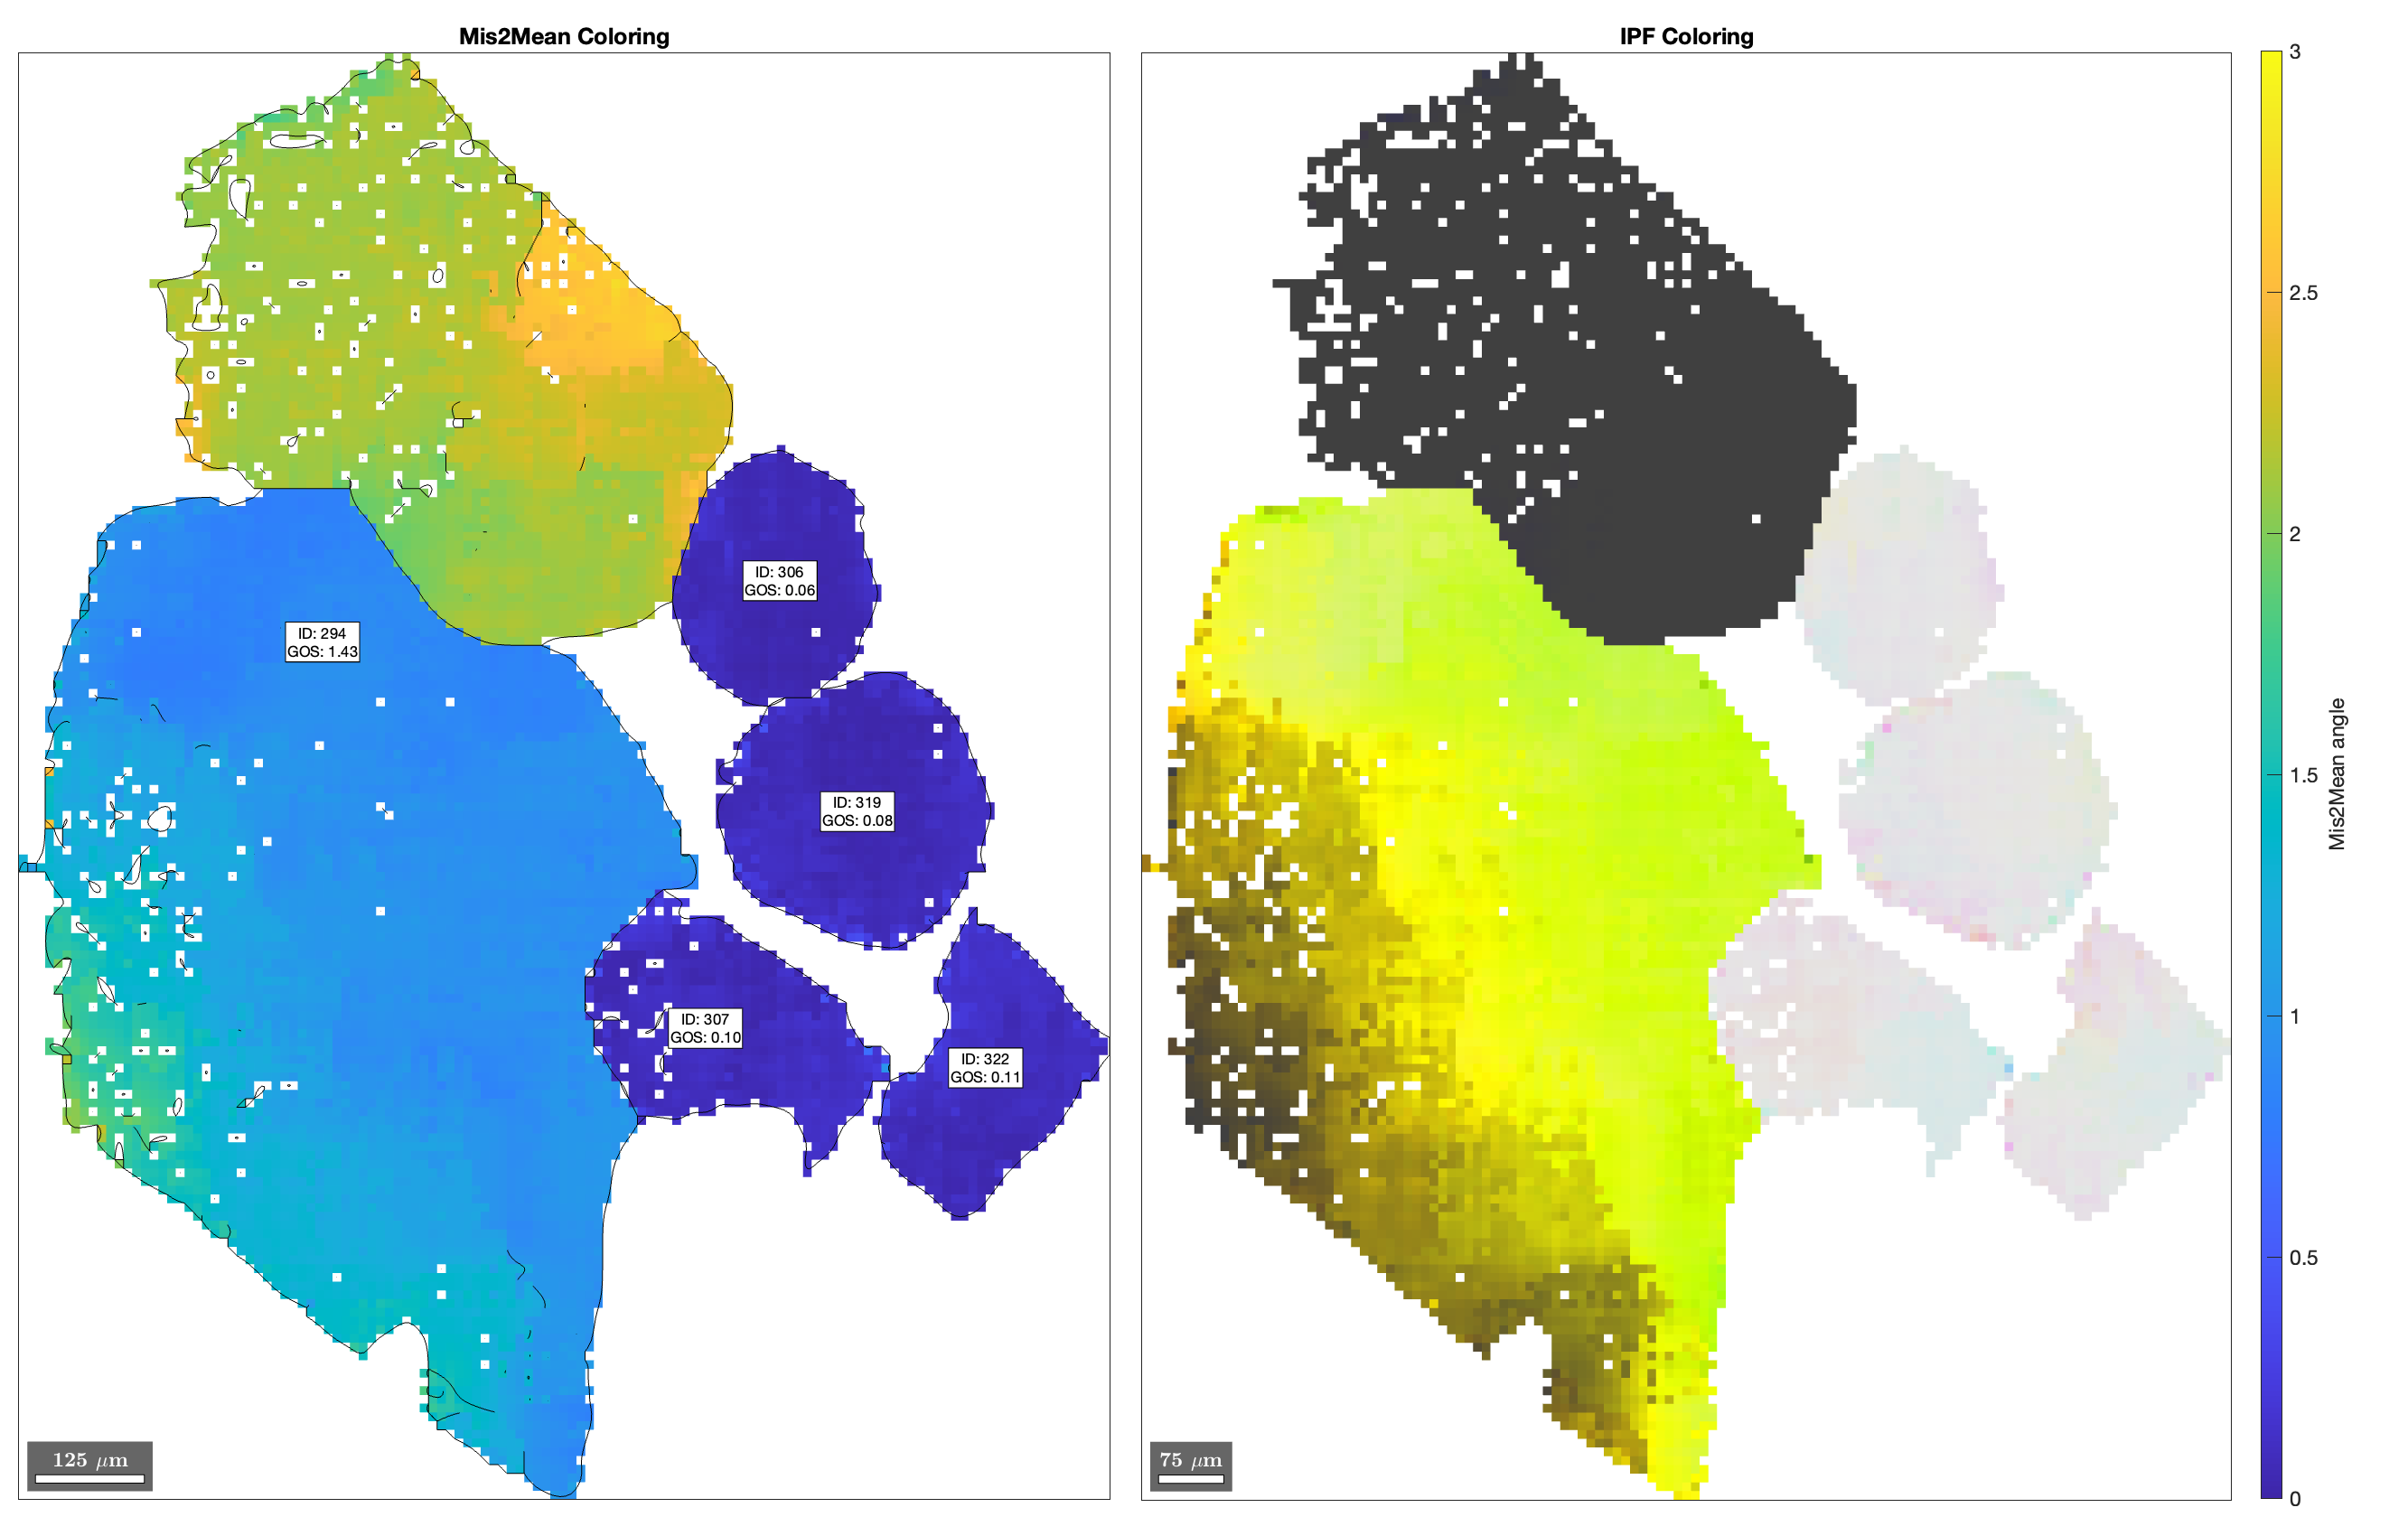 Mis2Mean Coloring
ID: 306
GOS: 0.06
ID: 294
GOS: 1.43
ID: 319
GOS: 0.08
ID: 307
GOS: 0.10
ID: 322
GOS: 0.11
125 μm
IPF Coloring
75 μm
3
2.5
2
1.5
1
0.5
0
Mis2Mean angle